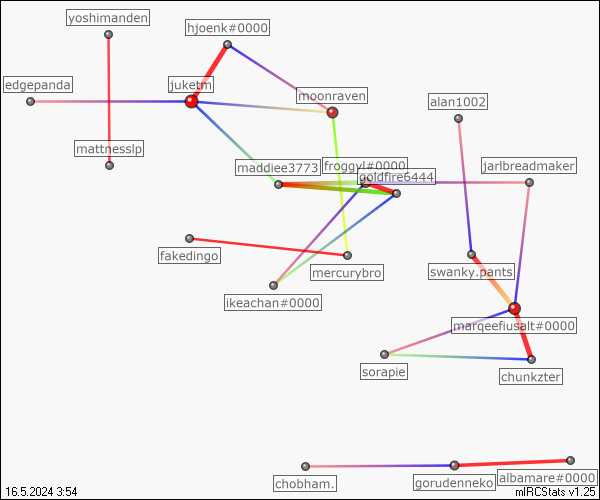 yoshimanden
hjoenk#0000
edgepanda
juketm
moonraven
alan1002
mattnesslp
maddiee3773
froggy!#0000
jarlbreadmaker
goldfire6444
fakedingo
mercurybro
swanky.pants
ikeachan#0000
marqeefiusalt#0000
sorapie
chunkzter
chobham.
gorudenneko
albamare#0000
16.5.2024 3:54
mIRCStats v1.25